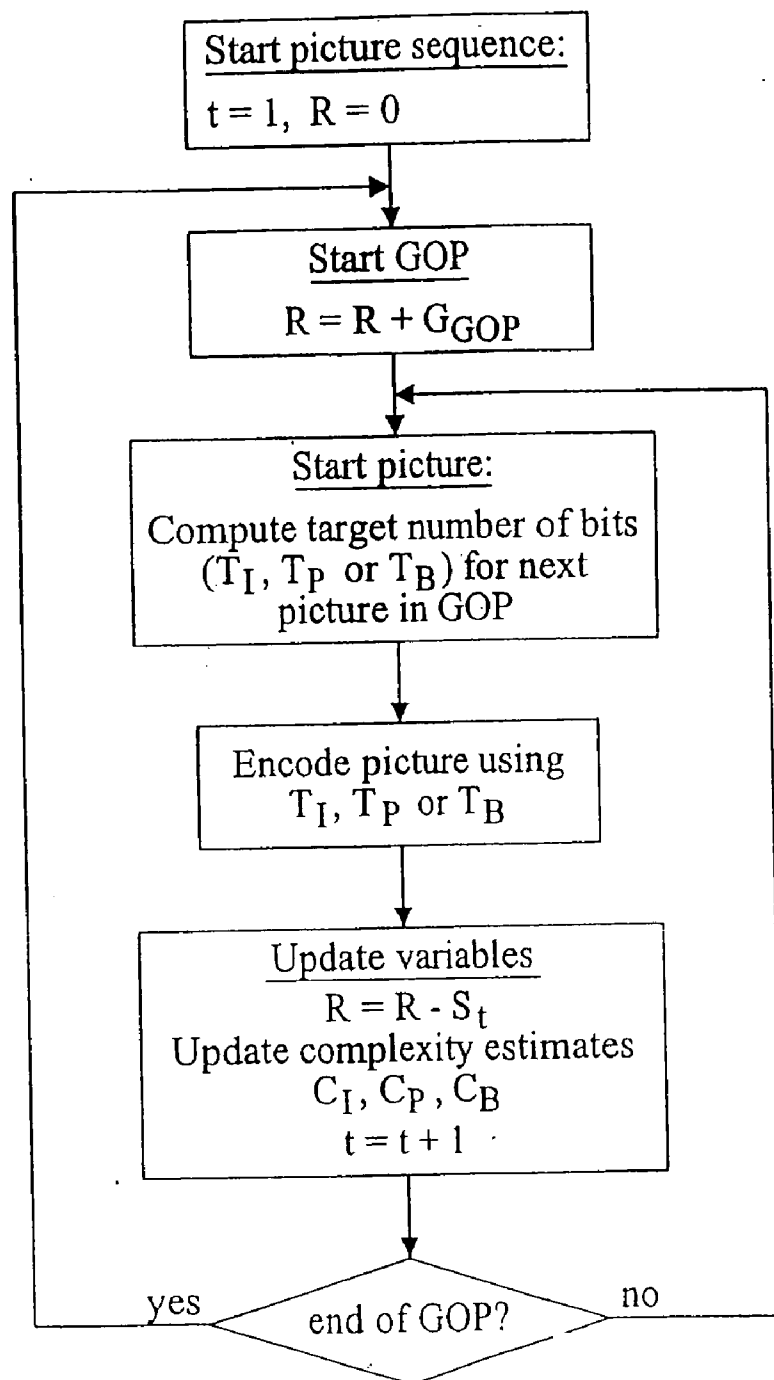 Start picture sequence:
t = 1, R = 0
Start GOP
R = R + G_GOP
Start picture:
Compute target number of bits
(T_I, T_P or T_B) for next
picture in GOP
Encode picture using
T_I, T_P or T_B
Update variables
R = R - S_t
Update complexity estimates
C_I, C_P, C_B
t = t + 1
yes
end of GOP?
no